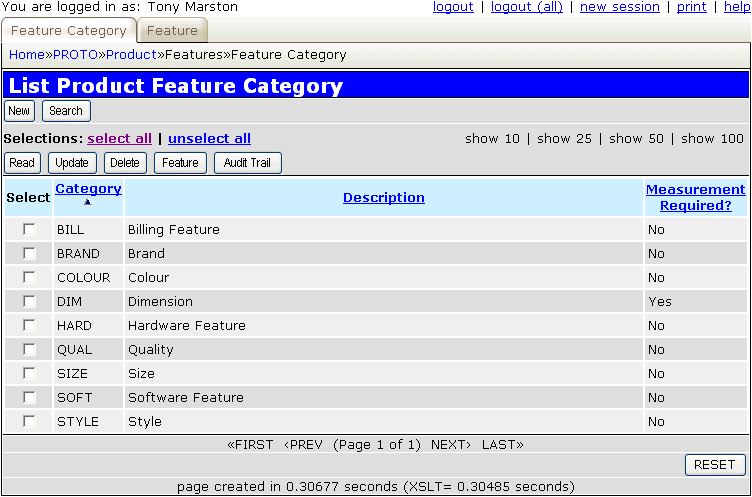 You are logged in as: Tony Marston logout | logout (all) | new session | print | help
Feature Category Feature
Home»PROTO»Product»Features»Feature Category
List Product Feature Category
New Search
Selections: select all | unselect all show 10 | show 25 | show 50 | show 100
Read Update Delete Feature Audit Trail
Select Category Description Measurement Required?
BILL Billing Feature No
BRAND Brand No
COLOUR Colour No
DIM Dimension Yes
HARD Hardware Feature No
QUAL Quality No
SIZE Size No
SOFT Software Feature No
STYLE Style No
«FIRST ‹PREV (Page 1 of 1) NEXT› LAST»
RESET
page created in 0.30677 seconds (XSLT= 0.30485 seconds)